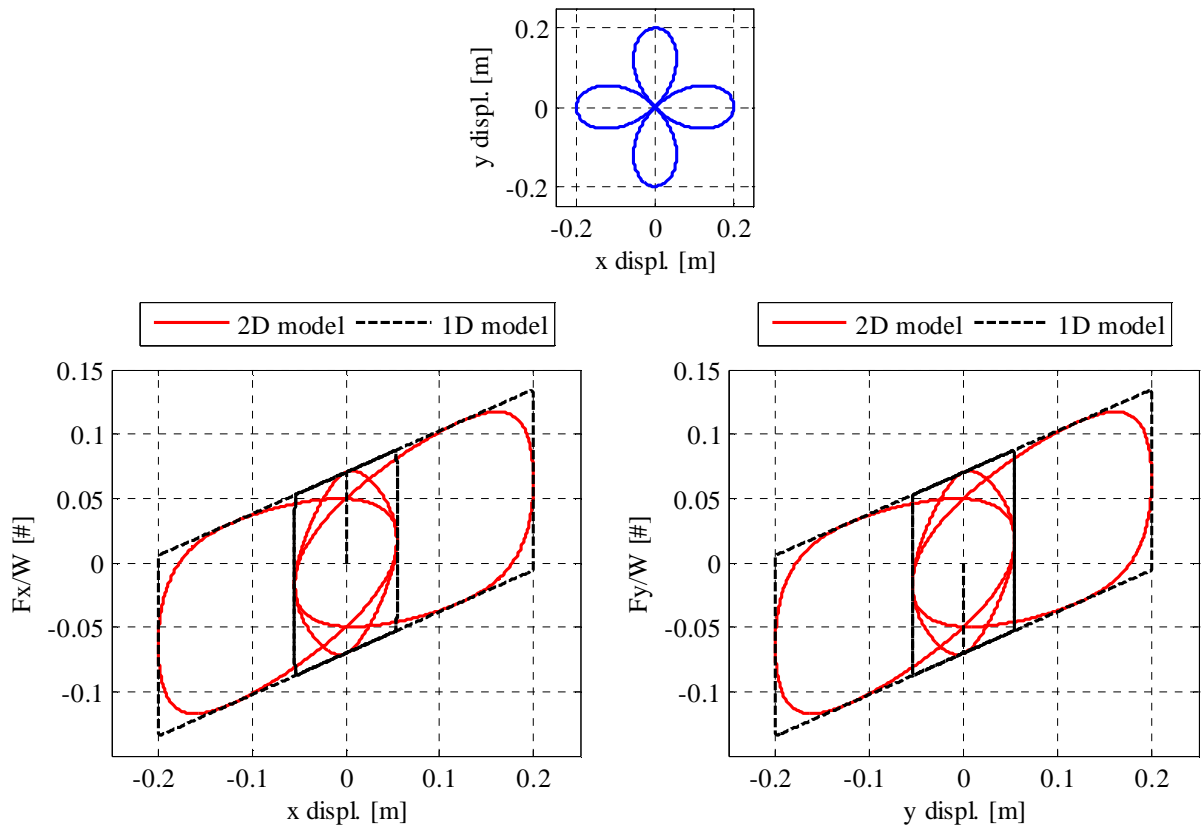 0.2
0
-0.2
y displ. [m]
-0.2 0 0.2
x displ. [m]
2D model 1D model
0.15
0.1
0.05
0
-0.05
-0.1
Fx/W [#]
-0.2 -0.1 0 0.1 0.2
x displ. [m]
2D model 1D model
0.15
0.1
0.05
0
-0.05
-0.1
Fy/W [#]
-0.2 -0.1 0 0.1 0.2
y displ. [m]